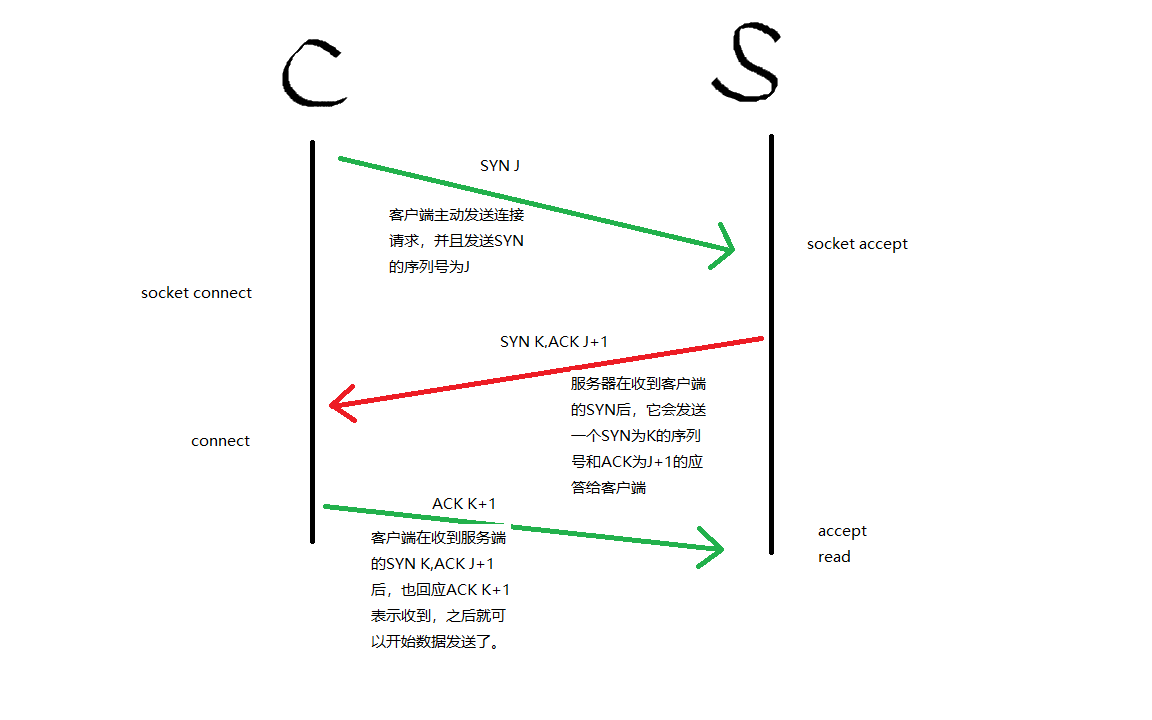 C
S
SYN J
客户端主动发送连接
请求，并且发送SYN
的序列号为J
socket accept
socket connect
SYN K,ACK J+1
服务器在收到客户端
的SYN后，它会发送
一个SYN为K的序列
号和ACK为J+1的应
答给客户端
connect
ACK K+1
客户端在收到服务端
的SYN K,ACK J+1
后，也回应ACK K+1
表示收到，之后就可
以开始数据发送了。
accept
read